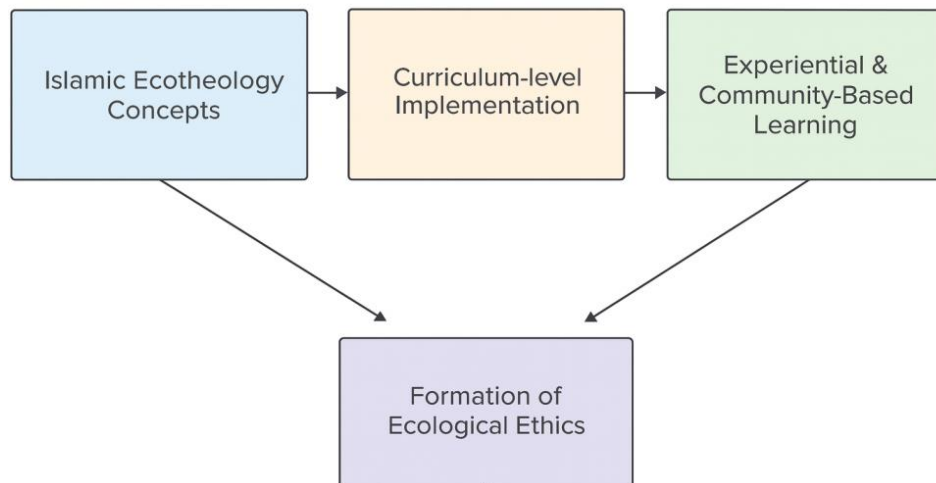 Islamic Ecotheology
Concepts
Curriculum-level
Implementation
Experiential &
Community-Based
Learning
Formation of
Ecological Ethics